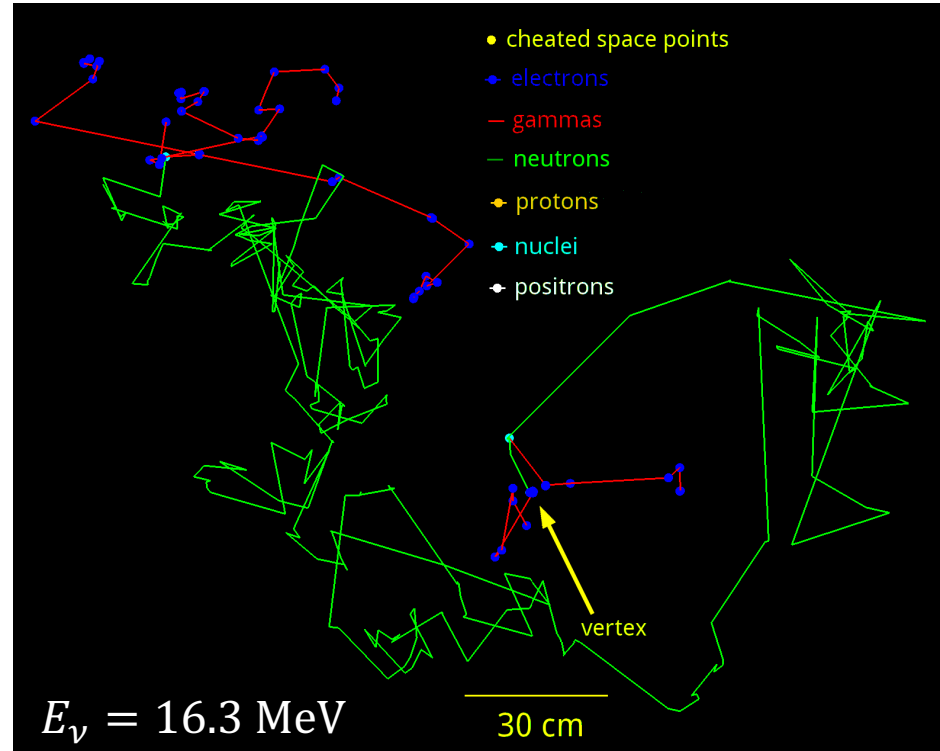 cheated space points
electrons
gammas
neutrons
protons
nuclei
positrons
vertex
30 cm
E_ν = 16.3 MeV